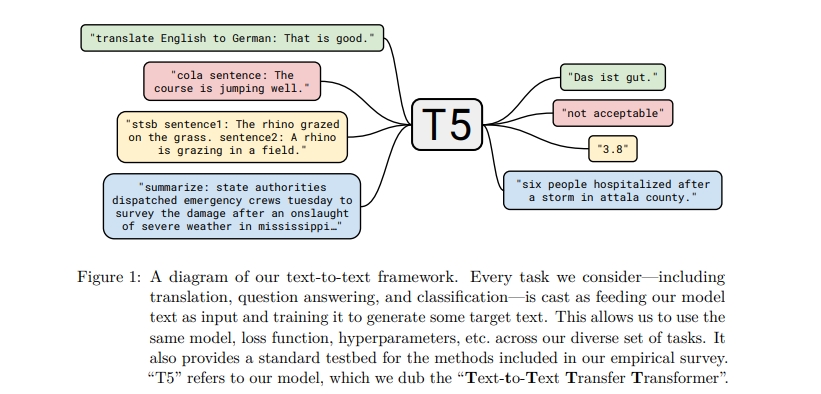 "translate English to German: That is good."
"cola sentence: The
course is jumping well."
"stsb sentence1: The rhino grazed
on the grass. sentence2: A rhino
is grazing in a field."
"summarize: state authorities
dispatched emergency crews tuesday to
survey the damage after an onslaught
of severe weather in mississippi…"
T5
"Das ist gut."
"not acceptable"
"3.8"
"six people hospitalized after
a storm in attala county."
Figure 1: A diagram of our text-to-text framework. Every task we consider—including
translation, question answering, and classification—is cast as feeding our model
text as input and training it to generate some target text. This allows us to use the
same model, loss function, hyperparameters, etc. across our diverse set of tasks. It
also provides a standard testbed for the methods included in our empirical survey.
“T5” refers to our model, which we dub the “Text-to-Text Transfer Transformer”.